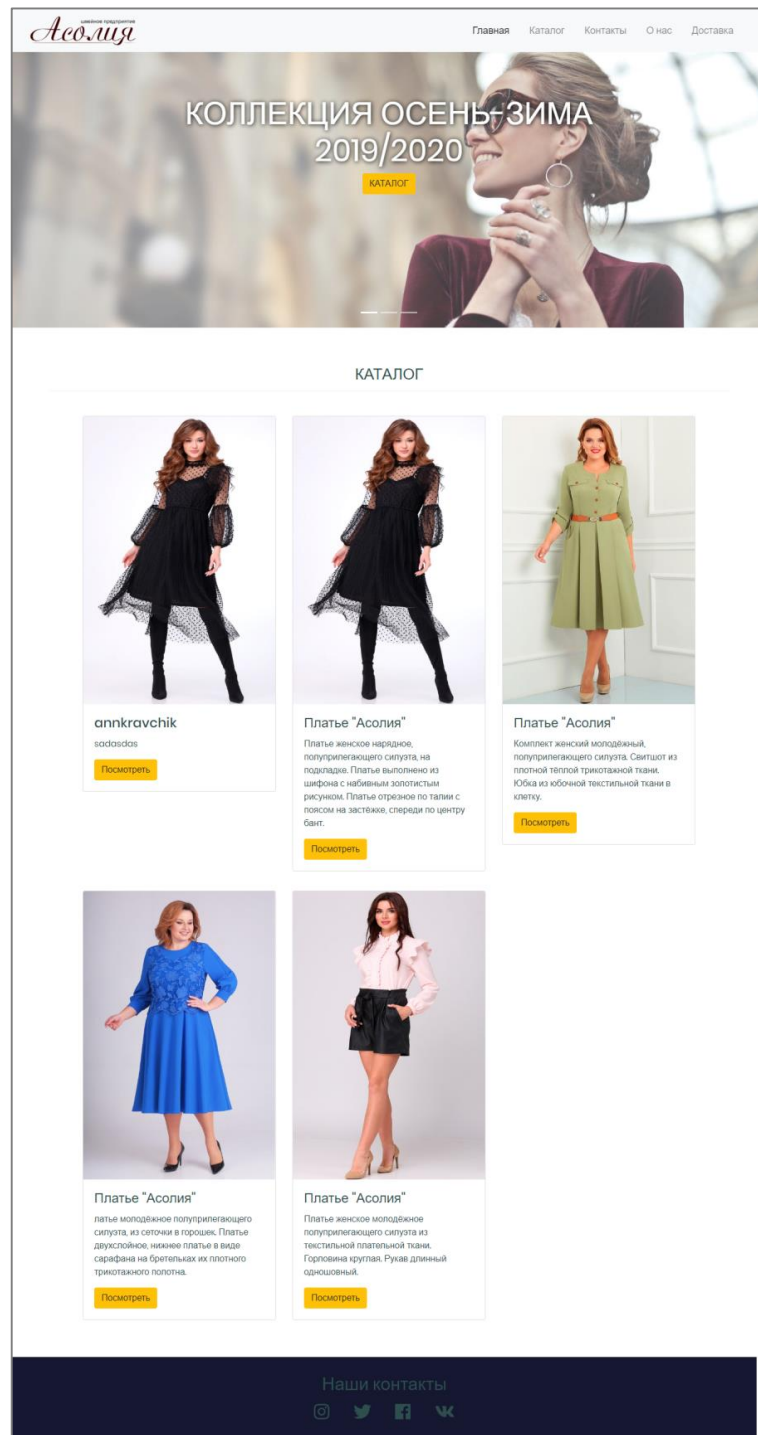 швейное предприятие
Асолия
Главная Каталог Контакты О нас Доставка
КОЛЛЕКЦИЯ ОСЕНЬ-ЗИМА
2019/2020
КАТАЛОГ
КАТАЛОГ
annkravchik
sadasdas
Посмотреть
Платье "Асолия"
Платье женское нарядное,
полуприлегающего силуэта, на
подкладке. Платье выполнено из
шифона с набивным золотистым
рисунком. Платье отрезное по талии с
поясом на застёжке, спереди по центру
бант.
Посмотреть
Платье "Асолия"
Комплект женский молодёжный,
полуприлегающего силуэта. Свитшот из
плотной тёплой трикотажной ткани.
Юбка из юбочной текстильной ткани в
клетку.
Посмотреть
Платье "Асолия"
латье молодёжное полуприлегающего
силуэта, из сеточки в горошек. Платье
двухслойное, нижнее платье в виде
сарафана на бретельках их плотного
трикотажного полотна.
Посмотреть
Платье "Асолия"
Платье женское молодёжное
полуприлегающего силуэта из
текстильной плательной ткани.
Горловина круглая. Рукав длинный
одношовный.
Посмотреть
Наши контакты